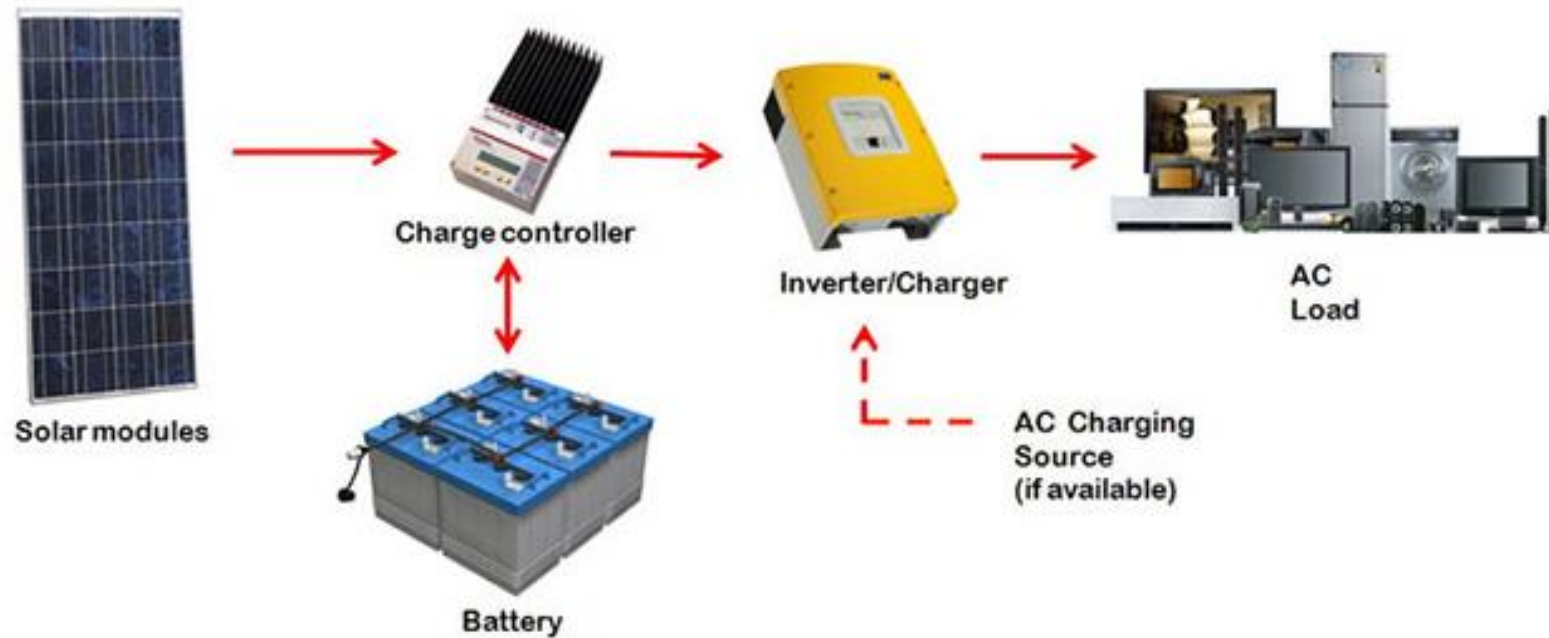 Charge controller
Inverter/Charger
AC
Load
Solar modules
AC Charging
Source
(if available)
Battery